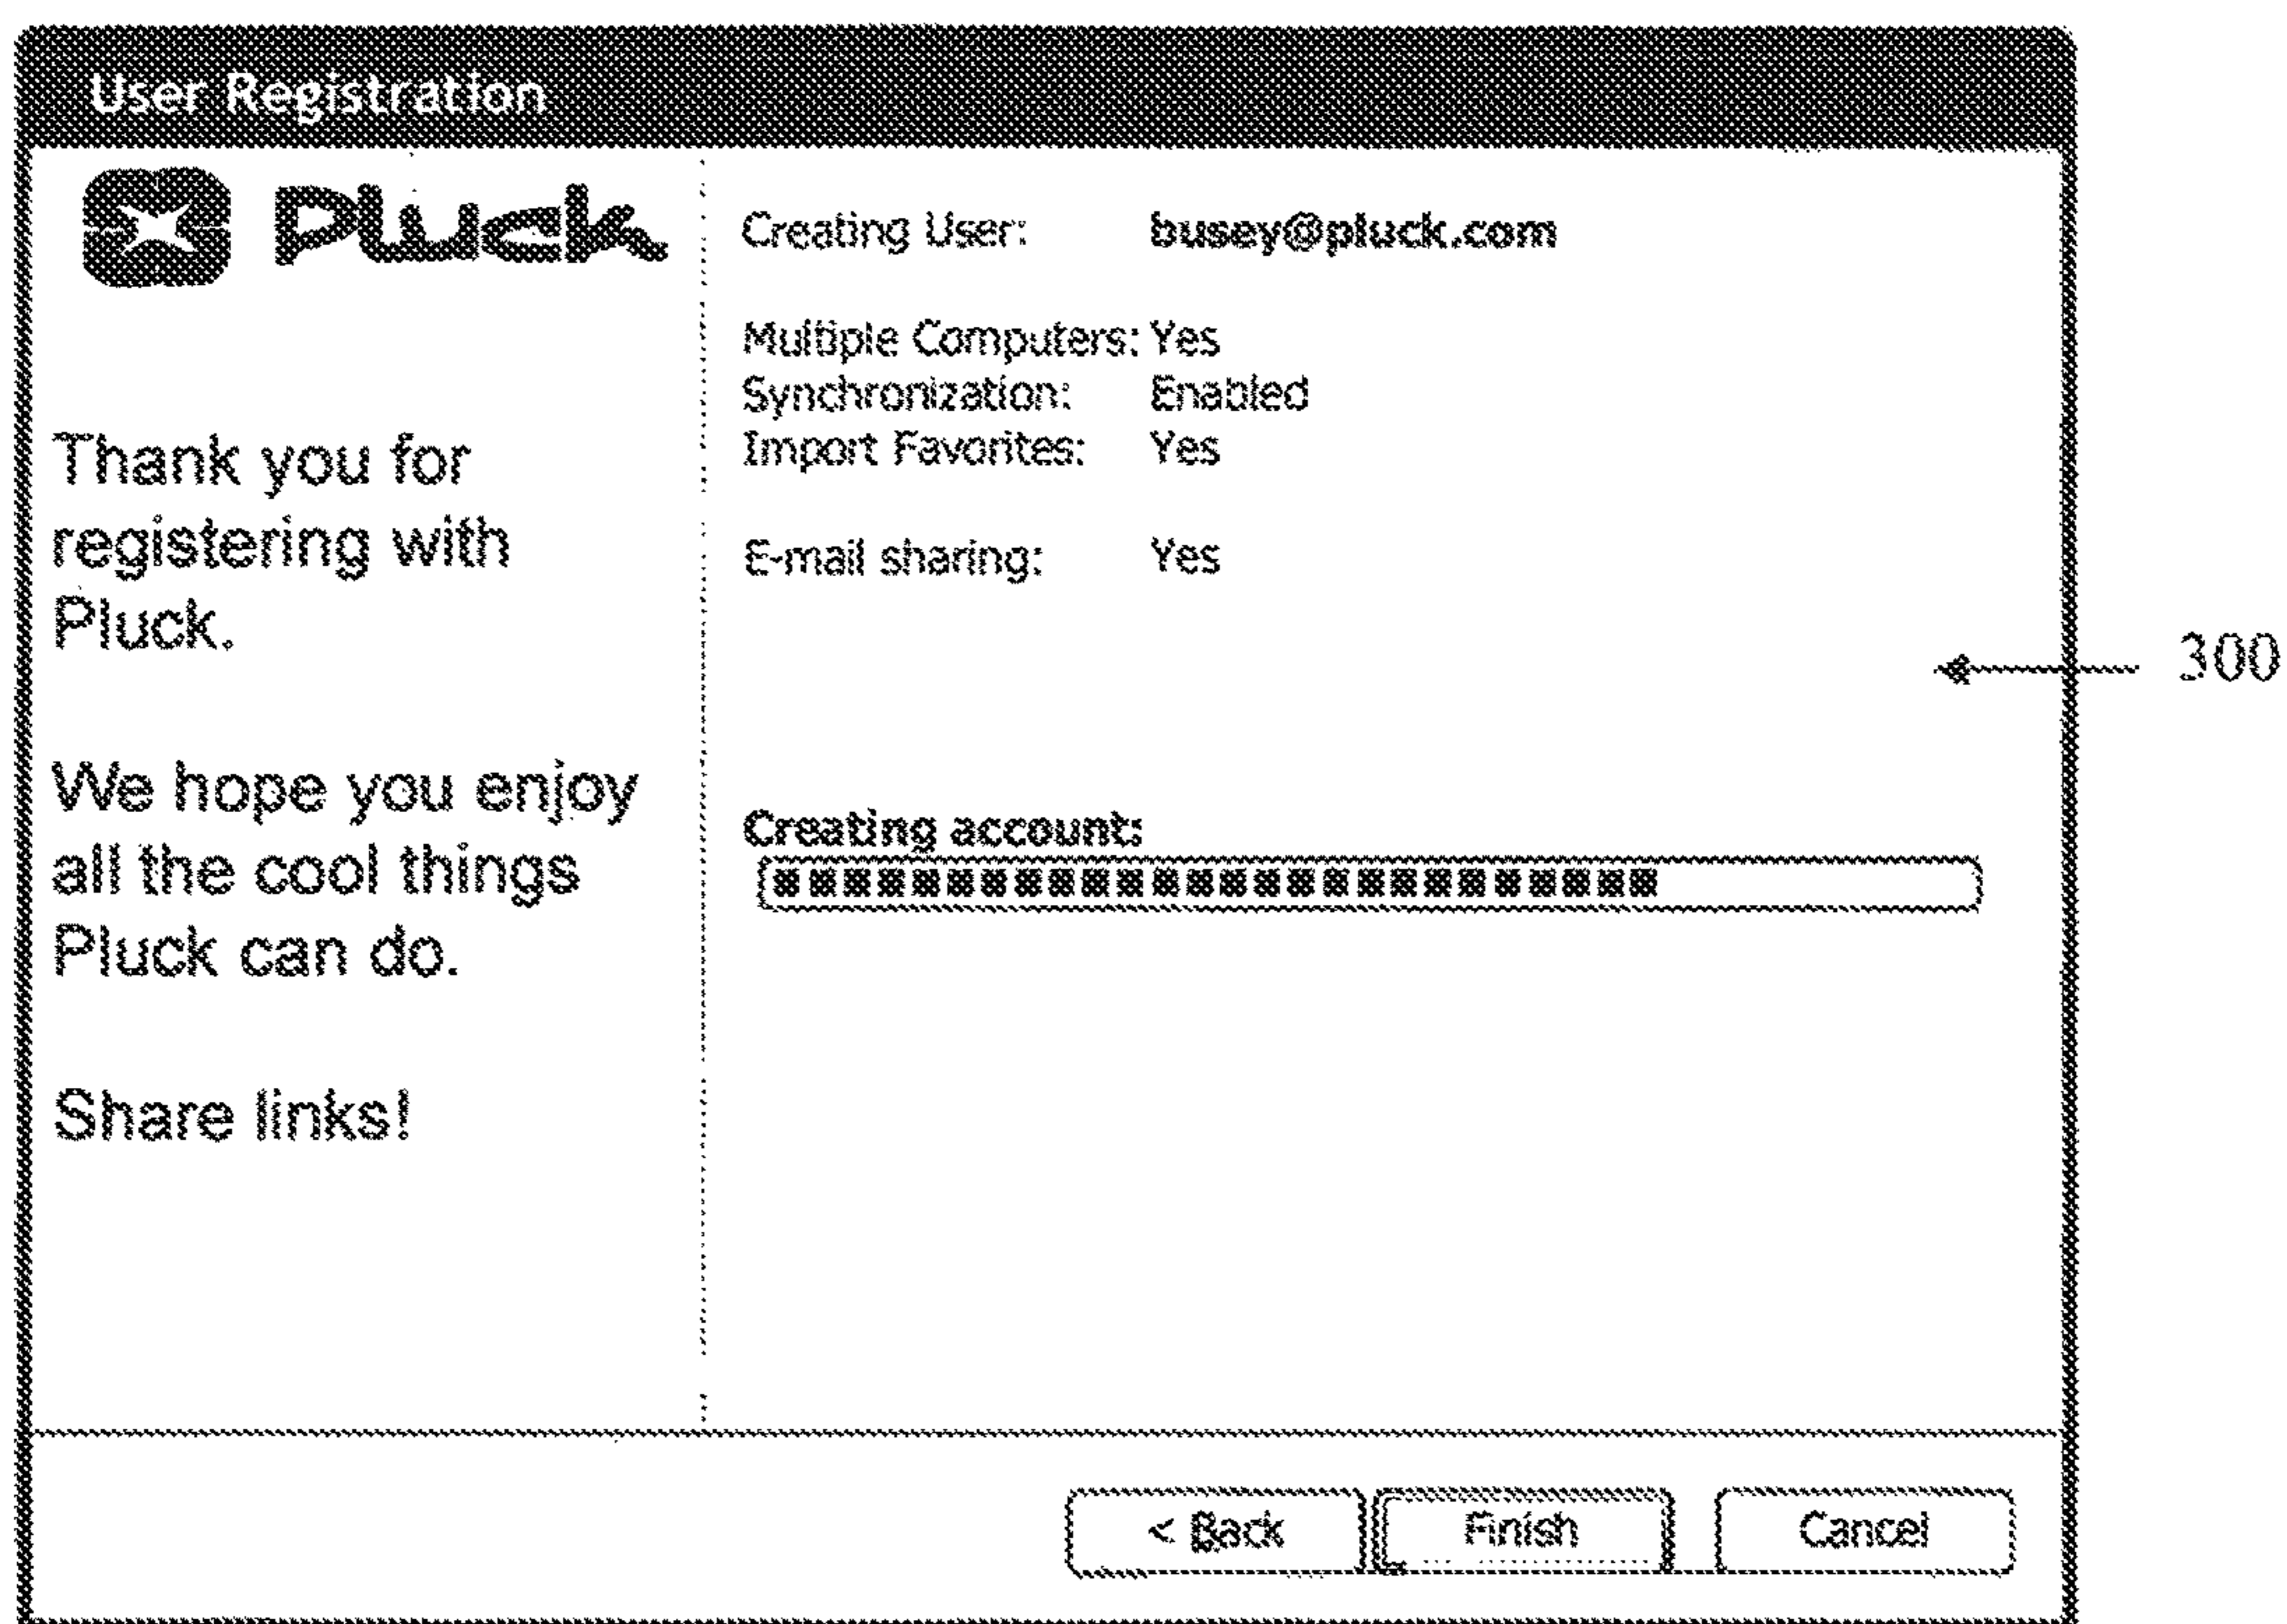 User Registration
Pluck
Thank you for
registering with
Pluck.
We hope you enjoy
all the cool things
Pluck can do.
Share links!
Creating User: busey@pluck.com
Multiple Computers: Yes
Synchronization: Enabled
Import Favorites: Yes
E-mail sharing: Yes
Creating account:
300
< Back
Finish
Cancel